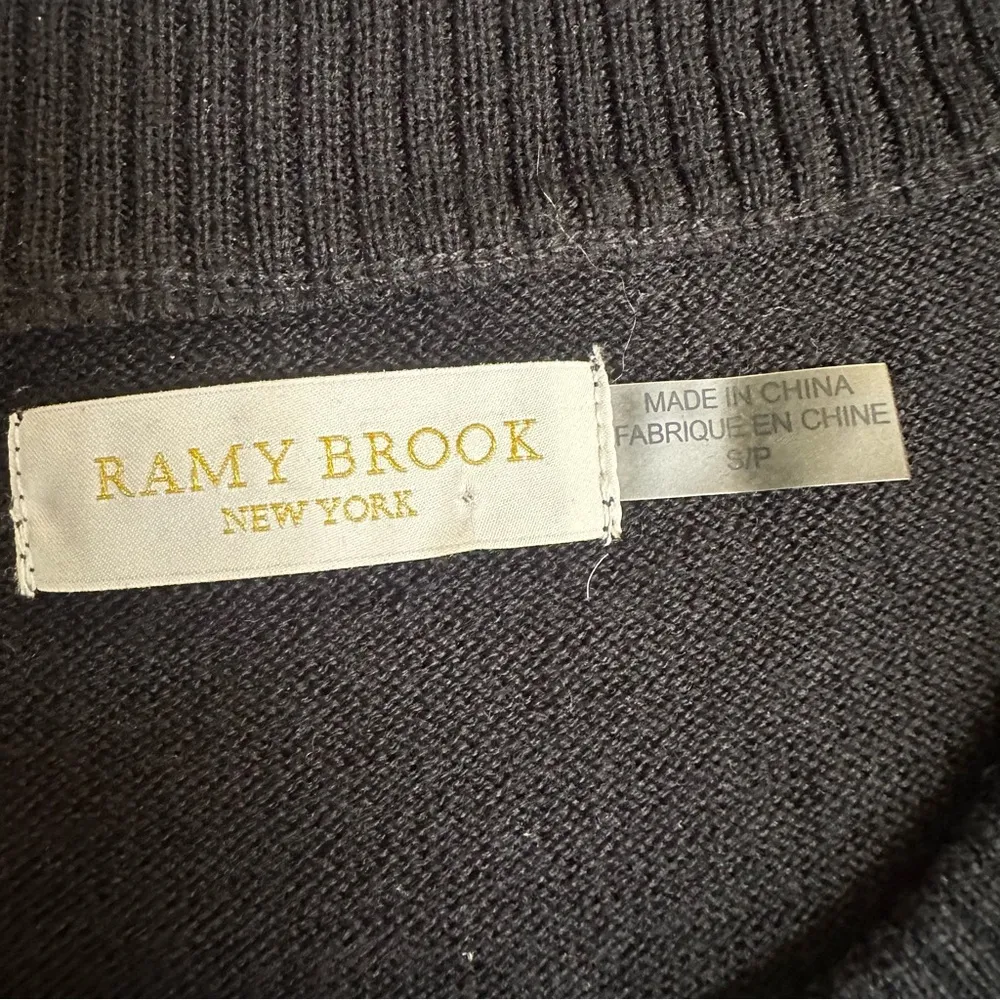 RAMY BROOK
NEW YORK
MADE IN CHINA
FABRIQUE EN CHINE
S/P